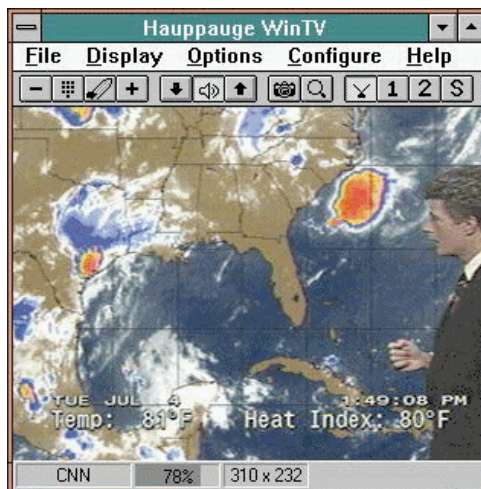 Hauppauge WinTV
File Display Options Configure Help
1 2 S
TUE JUL 4 1:49:08 PM
Temp: 81°F Heat Index: 80°F
CNN 78% 310 x 232